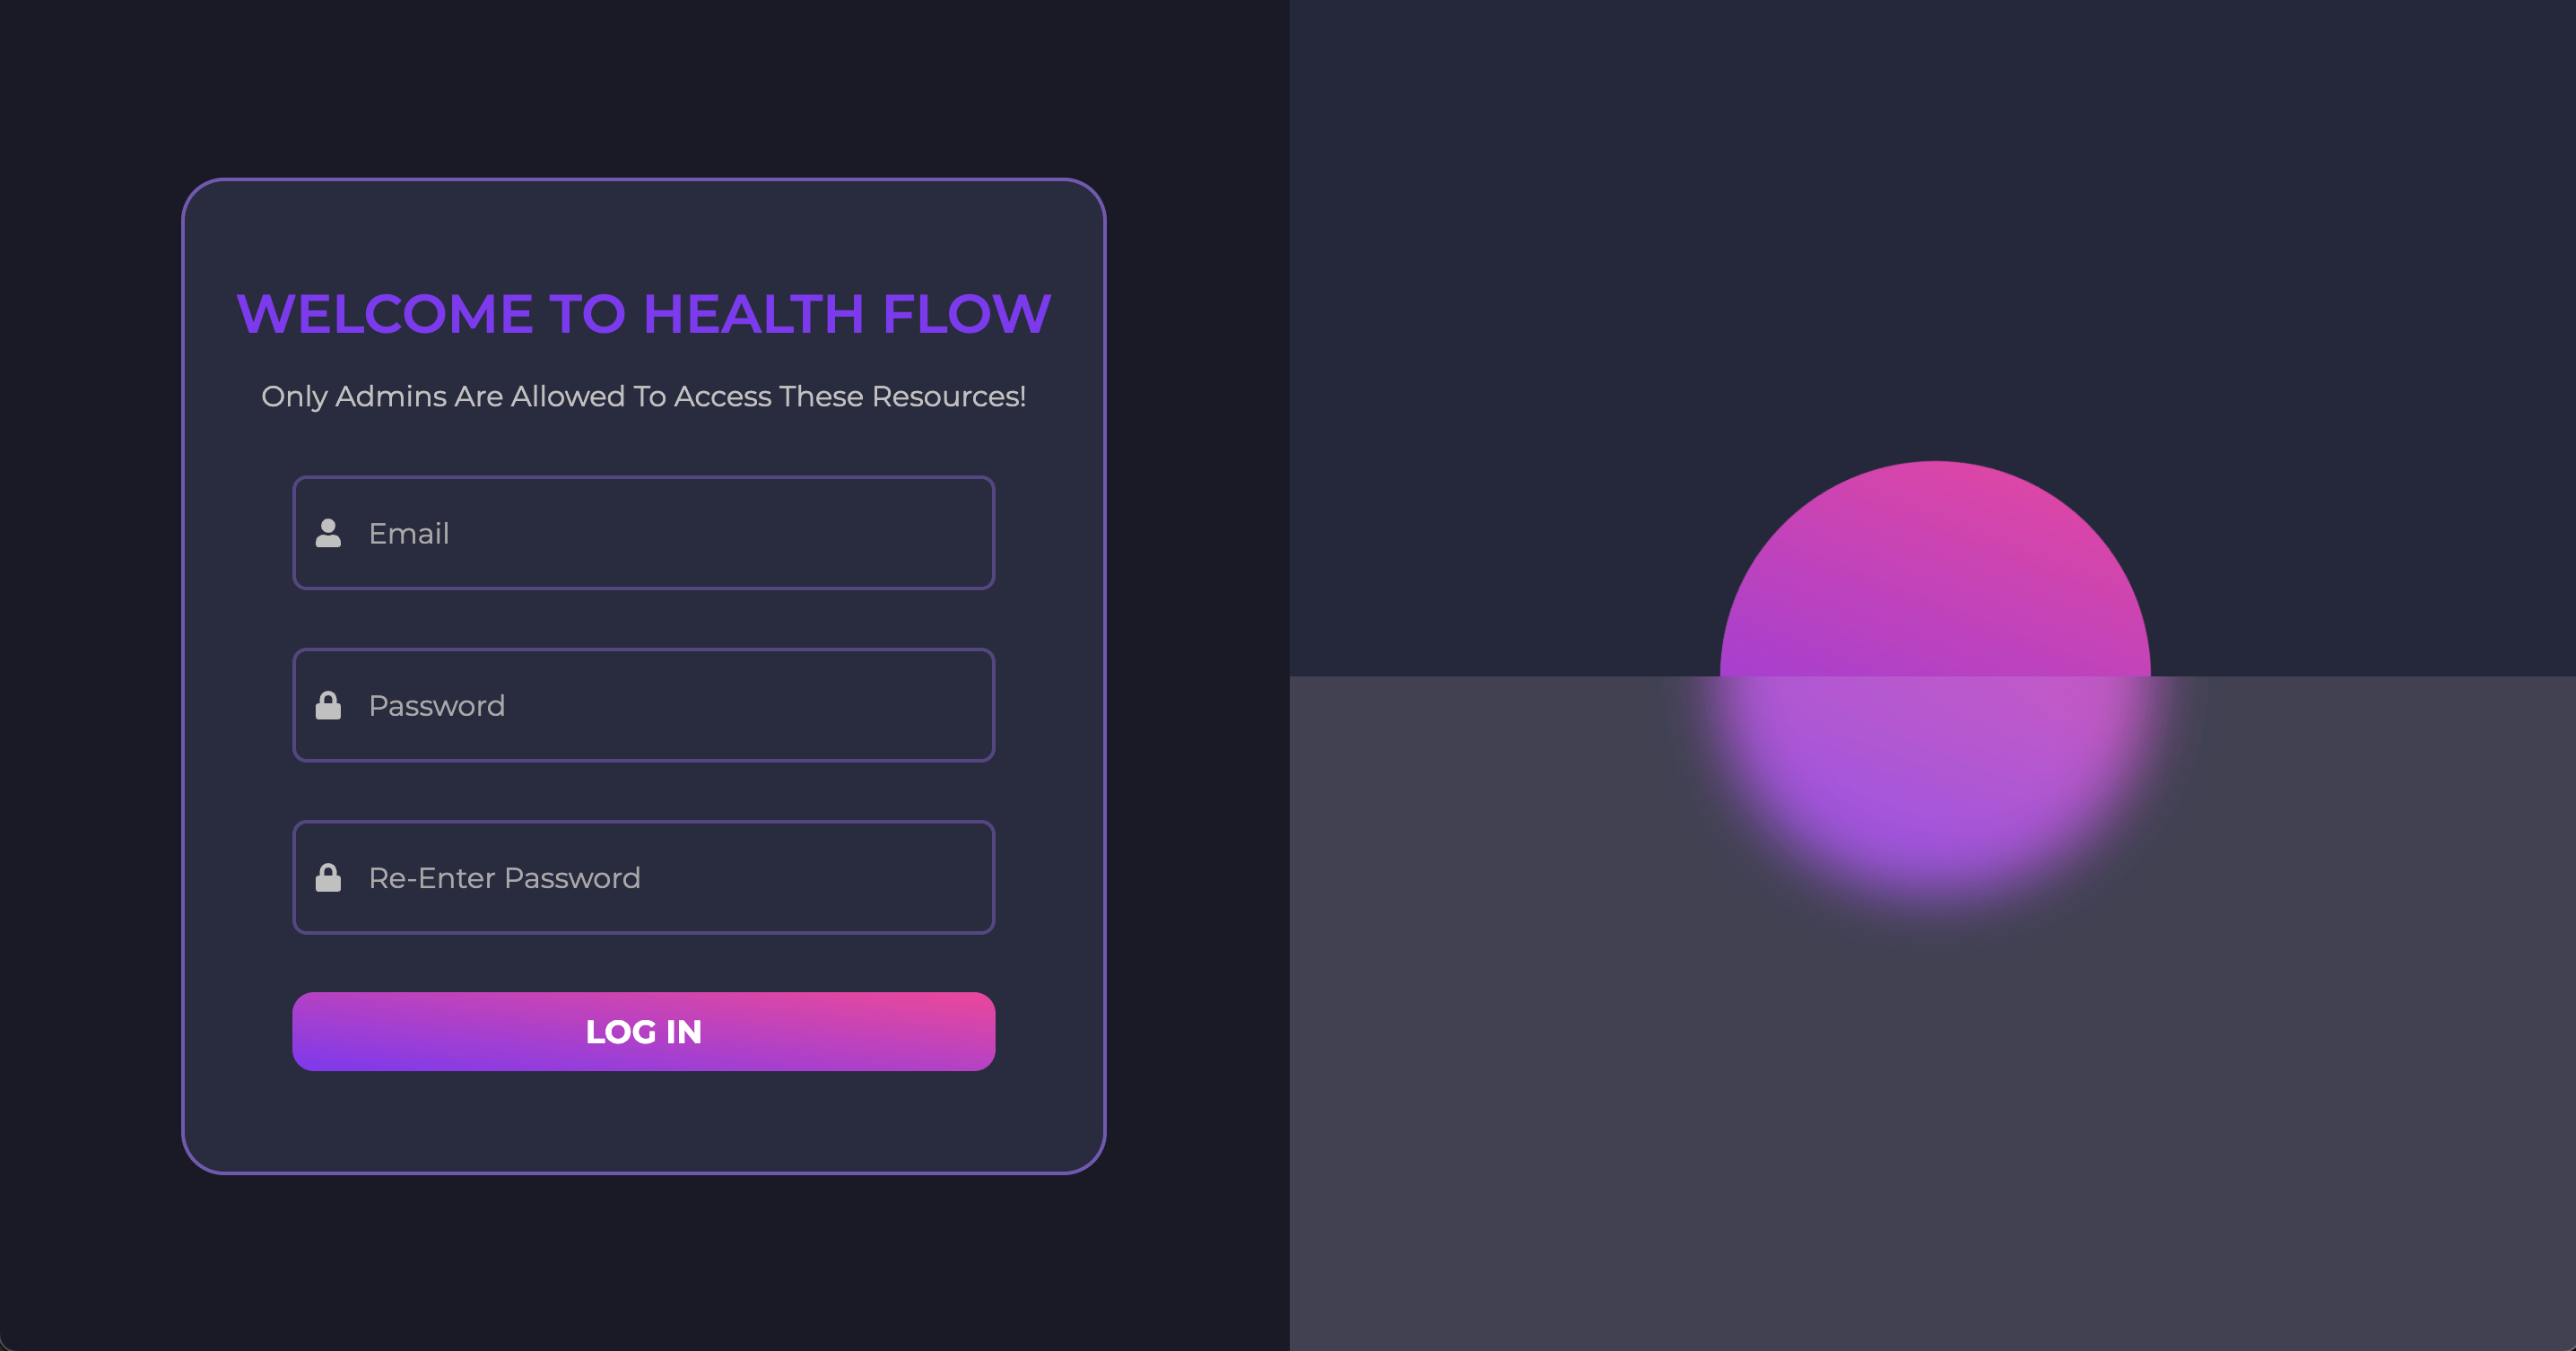 WELCOME TO HEALTH FLOW
Only Admins Are Allowed To Access These Resources!
Email
Password
Re-Enter Password
LOG IN